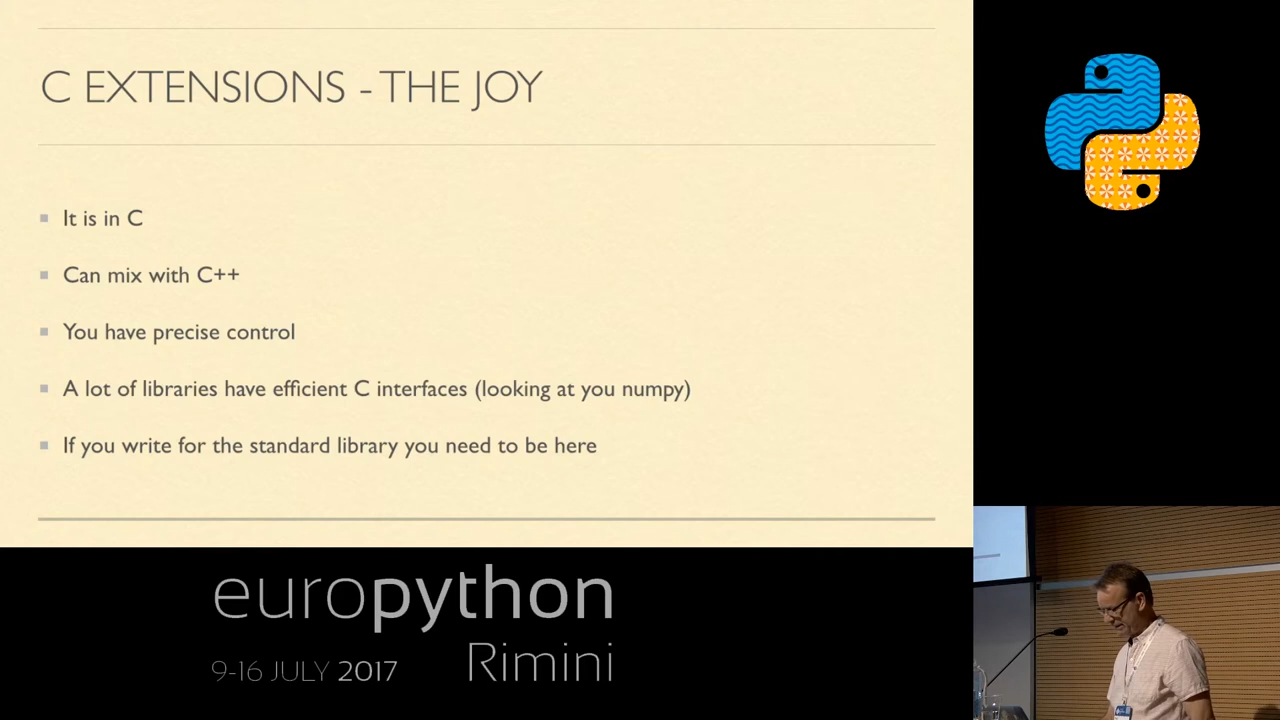 C EXTENSIONS - THE JOY
It is in C
Can mix with C++
You have precise control
A lot of libraries have efficient C interfaces (looking at you numpy)
If you write for the standard library you need to be here
europython
9-16 JULY 2017
Rimini